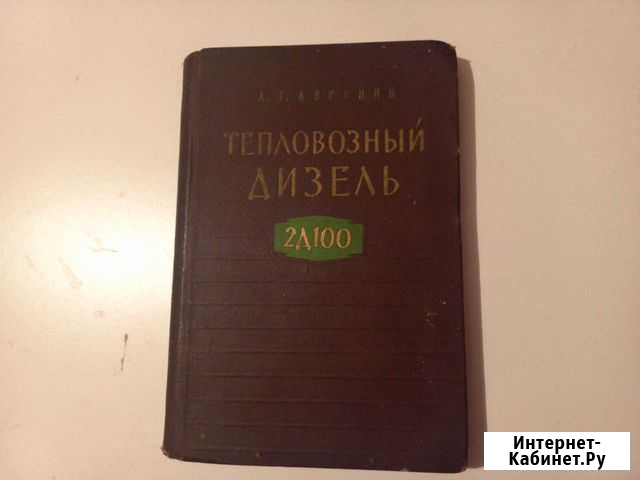 ТЕПЛОВОЗНЫЙ
ДИЗЕЛЬ
2Д100
Интернет-
Кабинет.Ру